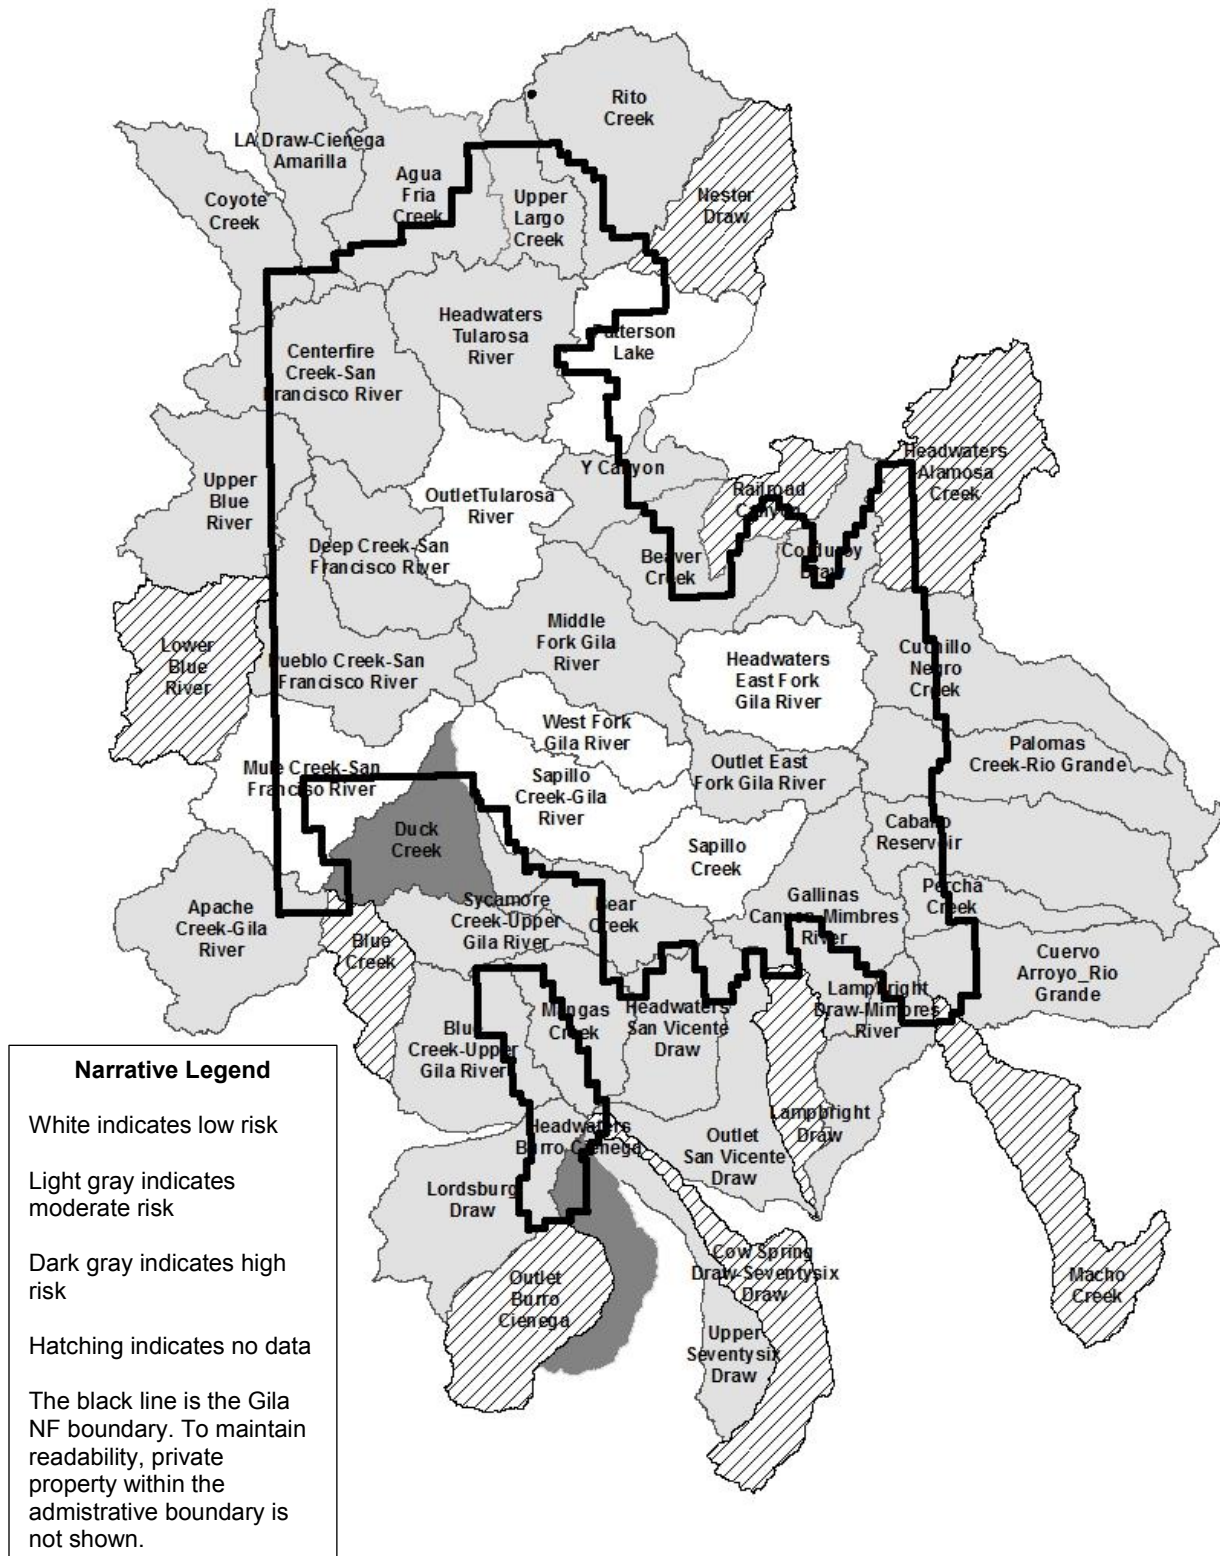 Rito
Creek
LA Draw-Cienega
Amarilla
Agua
Fria
Creek
Coyote
Creek
Upper
Largo
Creek
Nester
Draw
Headwaters
Tularosa
River
Patterson
Lake
Centerfire
Creek-San
Francisco River
Headwaters
Alamosa
Creek
Y Canyon
Upper
Blue
River
OutletTularosa
River
Railroad
Canyon
Deep Creek-San
Francisco River
Beaver
Creek
Corduroy
Draw
Middle
Fork Gila
River
Lower
Blue
River
Pueblo Creek-San
Francisco River
Headwaters
East Fork
Gila River
Cuchillo
Negro
Creek
West Fork
Gila River
Palomas
Creek-Rio Grande
Outlet East
Fork Gila River
Mule Creek-San
Franciso River
Sapillo
Creek-Gila
River
Duck
Creek
Caballo
Reservoir
Sapillo
Creek
Percha
Creek
Gallinas
Canyon-Mimbres
River
Apache
Creek-Gila
River
Sycamore
Creek-Upper
Gila River
Bear
Creek
Blue
Creek
Cuervo
Arroyo_Rio
Grande
Lampbright
Draw-Mimbres
River
Mangas
Creek
Headwaters
San Vicente
Draw
Blue
Creek-Upper
Gila River
Lampbright
Draw
Headwaters
Burro Cienega
Outlet
San Vicente
Draw
Lordsburg
Draw
Cow Spring
Draw-Seventysix
Draw
Outlet
Burro
Cienega
Macho
Creek
Upper
Seventysix
Draw
Narrative Legend
White indicates low risk
Light gray indicates
moderate risk
Dark gray indicates high
risk
Hatching indicates no data
The black line is the Gila
NF boundary. To maintain
readability, private
property within the
admistrative boundary is
not shown.